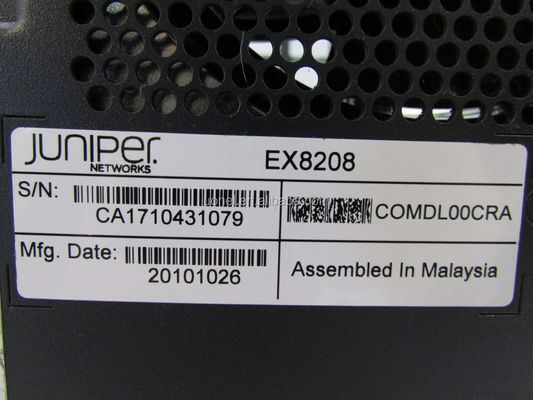 JUNIPER
NETWORKS
EX8208
S/N:
CA1710431079
COMDL00CRA
Mfg. Date:
20101026
Assembled In Malaysia